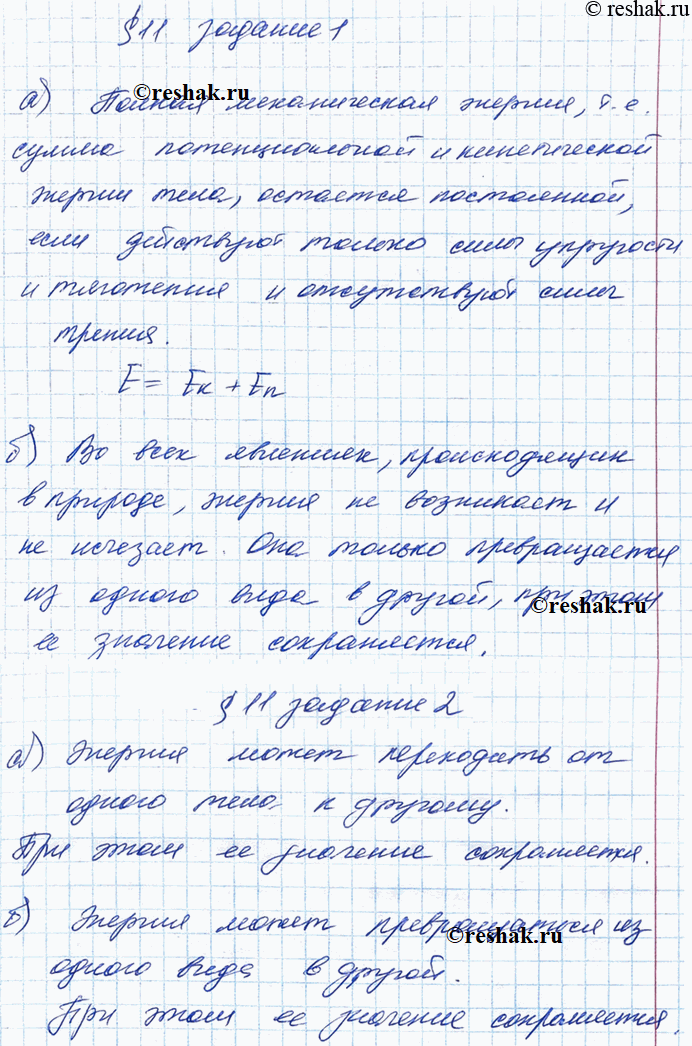 © reshak.ru
§ 11 задание 1
©reshak.ru
а) Полная механическая энергия, т.е.
сумма потенциальной и кинетической
энергии тела, остается постоянной,
если действуют только силы упругости
и тяготения и отсутствуют силы
трения.
E = Eк + Eп
б) Во всех явлениях, происходящих
в природе, энергия не возникает и
не исчезает. Она только превращается
из одного вида в другой, при этом
©reshak.ru
ее значение сохраняется.
§ 11 задание 2
а) Энергия может переходить от
одного тела к другому.
При этом ее значение сохраняется.
б) Энергия может превращаться из
©reshak.ru
одного вида в другой.
При этом ее значение сохраняется.